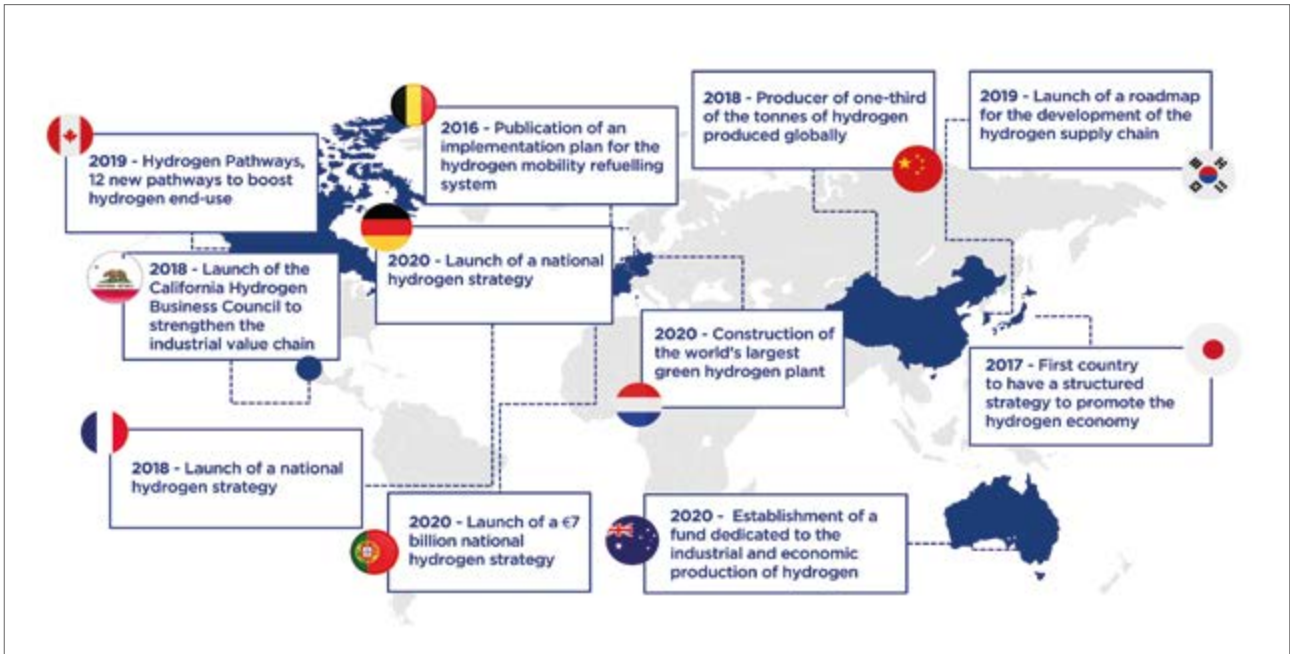 2019 - Hydrogen Pathways,
12 new pathways to boost
hydrogen end-use
2016 - Publication of an
implementation plan for the
hydrogen mobility refuelling
system
2018 - Producer of one-third
of the tonnes of hydrogen
produced globally
2019 - Launch of a roadmap
for the development of the
hydrogen supply chain
2018 - Launch of the
California Hydrogen
Business Council to
strengthen the
industrial value chain
2020 - Launch of a national
hydrogen strategy
2020 - Construction of
the world's largest
green hydrogen plant
2017 - First country
to have a structured
strategy to promote the
hydrogen economy
2018 - Launch of a national
hydrogen strategy
2020 - Launch of a €7
billion national
hydrogen strategy
2020 - Establishment of a
fund dedicated to the
industrial and economic
production of hydrogen